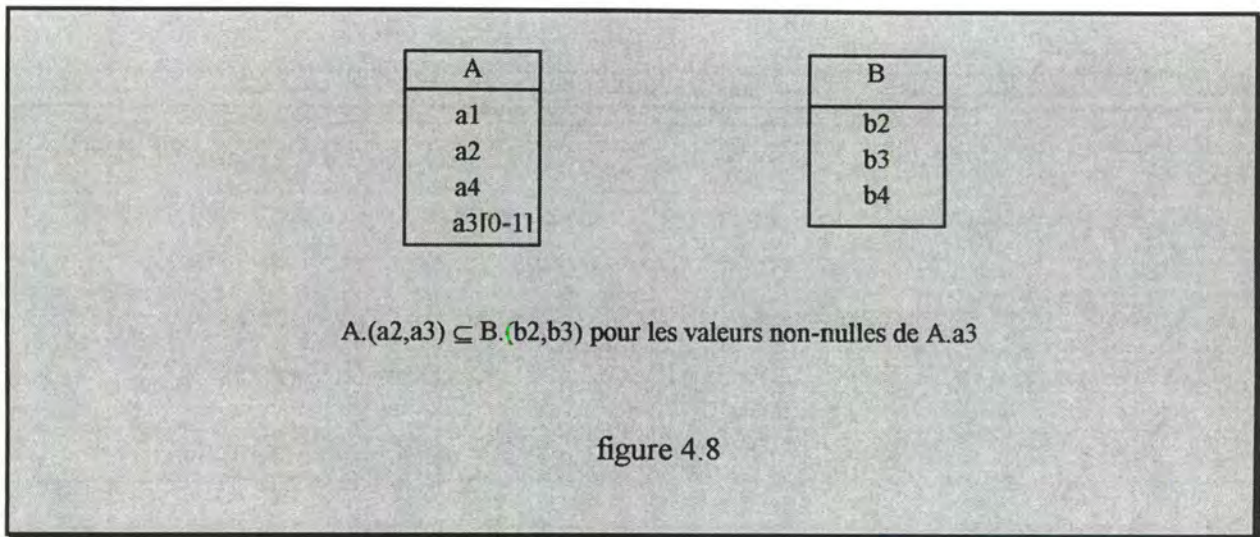 A
a1
a2
a4
a3[0-1]
B
b2
b3
b4
A.(a2,a3) ⊆ B.(b2,b3) pour les valeurs non-nulles de A.a3
figure 4.8